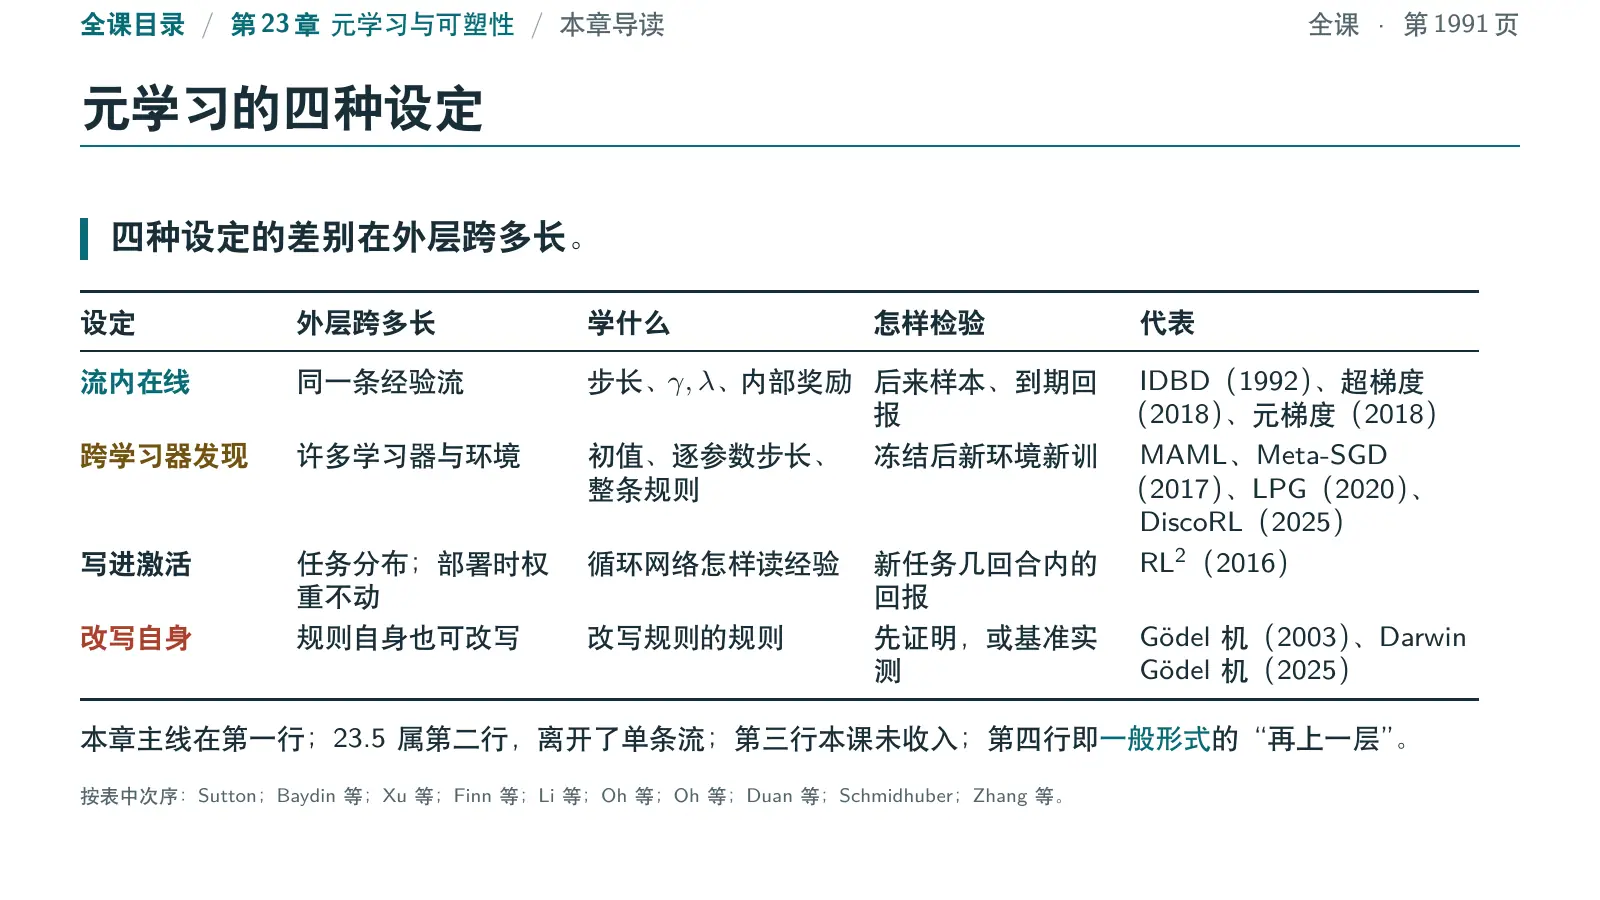 全课目录 / 第 23 章 元学习与可塑性 / 本章导读
全课 · 第 1991 页
元学习的四种设定
四种设定的差别在外层跨多长。
设定 外层跨多长 学什么 怎样检验 代表
流内在线 同一条经验流 步长、γ, λ、内部奖励 后来样本、到期回报 IDBD（1992）、超梯度（2018）、元梯度（2018）
跨学习器发现 许多学习器与环境 初值、逐参数步长、整条规则 冻结后新环境新训 MAML、Meta-SGD（2017）、LPG（2020）、DiscoRL（2025）
写进激活 任务分布；部署时权重不动 循环网络怎样读经验 新任务几回合内的回报 RL²（2016）
改写自身 规则自身也可改写 改写规则的规则 先证明，或基准实测 Gödel 机（2003）、Darwin Gödel 机（2025）
本章主线在第一行；23.5 属第二行，离开了单条流；第三行本课未收入；第四行即一般形式的“再上一层”。
按表中次序：Sutton；Baydin 等；Xu 等；Finn 等；Li 等；Oh 等；Oh 等；Duan 等；Schmidhuber；Zhang 等。